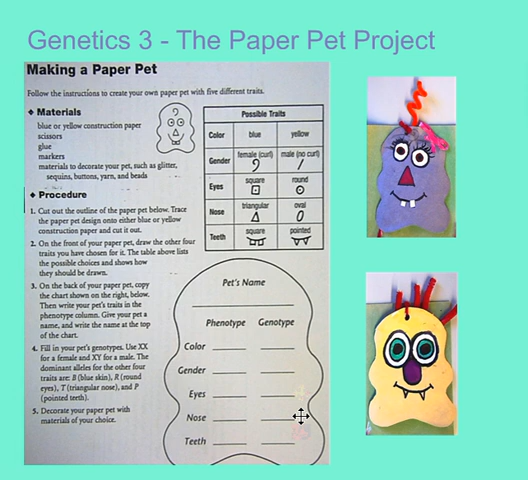 Genetics 3 - The Paper Pet Project
Making a Paper Pet
Follow the instructions to create your own paper pet with five different traits.
◆ Materials
blue or yellow construction paper
scissors
glue
markers
materials to decorate your pet, such as glitter,
sequins, buttons, yarn, and beads
◆ Procedure
1. Cut out the outline of the paper pet below. Trace
the paper pet design onto either blue or yellow
construction paper and cut it out.
2. On the front of your paper pet, draw the other four
traits you have chosen for it. The table above lists
the possible choices and shows how
they should be drawn.
3. On the back of your paper pet, copy
the chart shown on the right, below.
Then write your pet's traits in the
phenotype column. Give your pet a
name, and write the name at the top
of the chart.
4. Fill in your pet's genotypes. Use XX
for a female and XY for a male. The
dominant alleles for the other four
traits are: B (blue skin), R (round
eyes), T (triangular nose), and P
(pointed teeth).
5. Decorate your paper pet with
materials of your choice.
Possible Traits
Color blue yellow
Gender female (curl) male (no curl)
Eyes square round
Nose triangular oval
Teeth square pointed
Pet's Name
Phenotype Genotype
Color
Gender
Eyes
Nose
Teeth